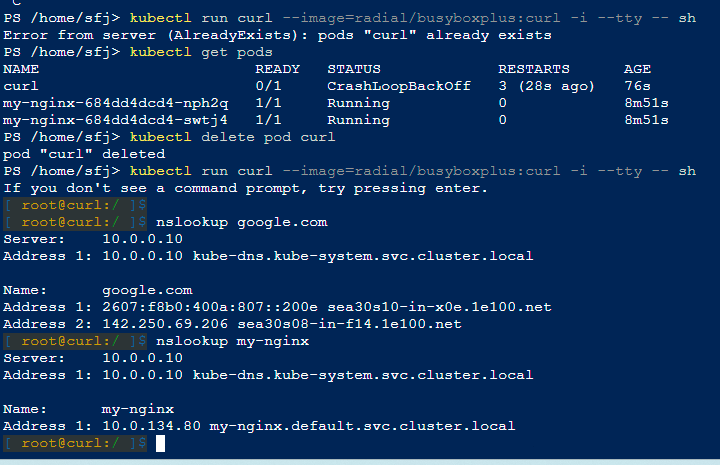 C
PS /home/sfj> kubectl run curl --image=radial/busyboxplus:curl -i --tty -- sh
Error from server (AlreadyExists): pods "curl" already exists
PS /home/sfj> kubectl get pods
NAME READY STATUS RESTARTS AGE
curl 0/1 CrashLoopBackOff 3 (28s ago) 76s
my-nginx-684dd4dcd4-nph2q 1/1 Running 0 8m51s
my-nginx-684dd4dcd4-swtj4 1/1 Running 0 8m51s
PS /home/sfj> kubectl delete pod curl
pod "curl" deleted
PS /home/sfj> kubectl run curl --image=radial/busyboxplus:curl -i --tty -- sh
If you don't see a command prompt, try pressing enter.
[ root@curl:/ ]$
[ root@curl:/ ]$ nslookup google.com
Server: 10.0.0.10
Address 1: 10.0.0.10 kube-dns.kube-system.svc.cluster.local
Name: google.com
Address 1: 2607:f8b0:400a:807::200e sea30s10-in-x0e.1e100.net
Address 2: 142.250.69.206 sea30s08-in-f14.1e100.net
[ root@curl:/ ]$ nslookup my-nginx
Server: 10.0.0.10
Address 1: 10.0.0.10 kube-dns.kube-system.svc.cluster.local
Name: my-nginx
Address 1: 10.0.134.80 my-nginx.default.svc.cluster.local
[ root@curl:/ ]$